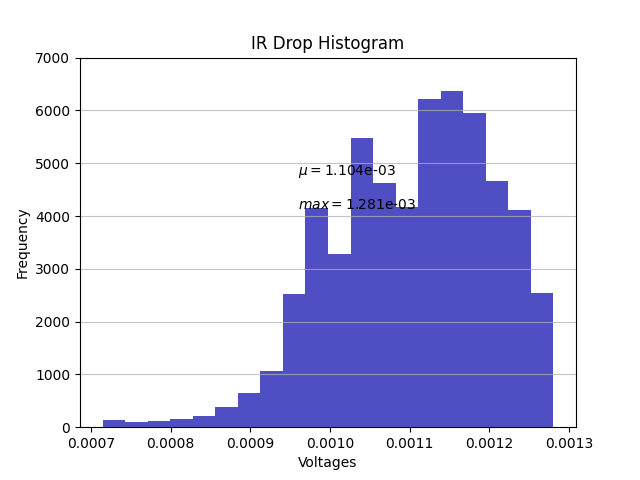 IR Drop Histogram
7000
6000
5000
4000
3000
2000
1000
0
Frequency
μ = 1.104e-03
max = 1.281e-03
0.0007 0.0008 0.0009 0.0010 0.0011 0.0012 0.0013
Voltages